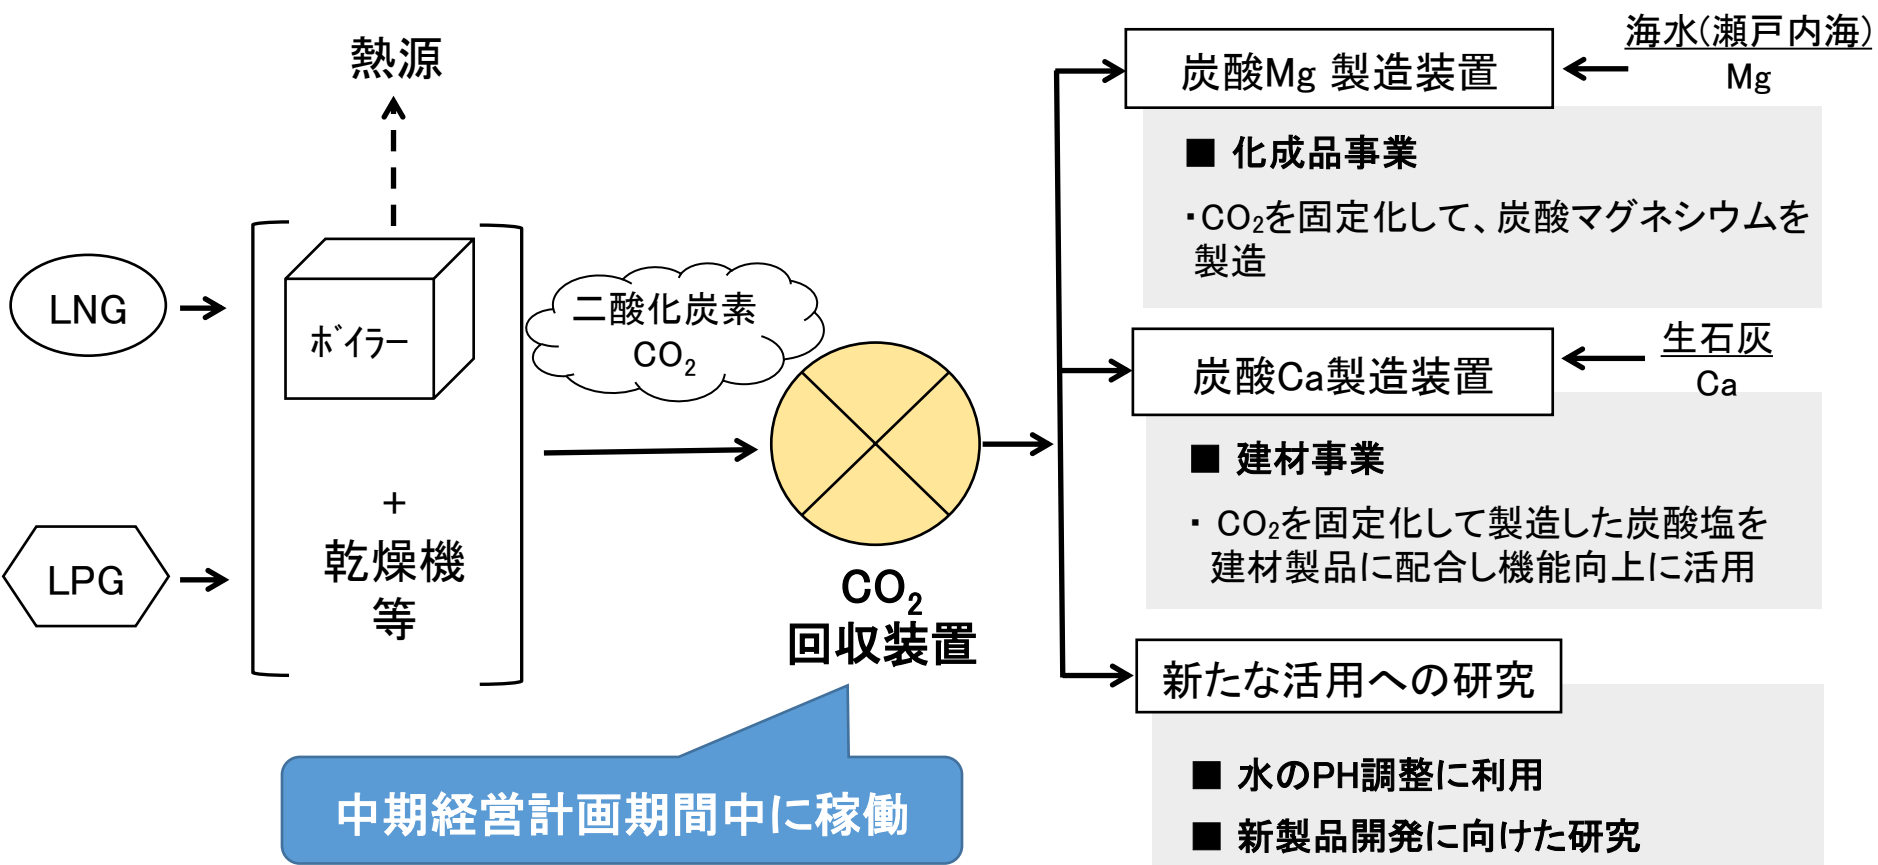 熱源
LNG
ボイラー
LPG
+
乾燥機
等
二酸化炭素
CO₂
CO₂
回収装置
中期経営計画期間中に稼働
炭酸Mg 製造装置
海水(瀬戸内海)
Mg
■ 化成品事業
・CO₂を固定化して、炭酸マグネシウムを
製造
炭酸Ca製造装置
生石灰
Ca
■ 建材事業
・ CO₂を固定化して製造した炭酸塩を
建材製品に配合し機能向上に活用
新たな活用への研究
■ 水のPH調整に利用
■ 新製品開発に向けた研究